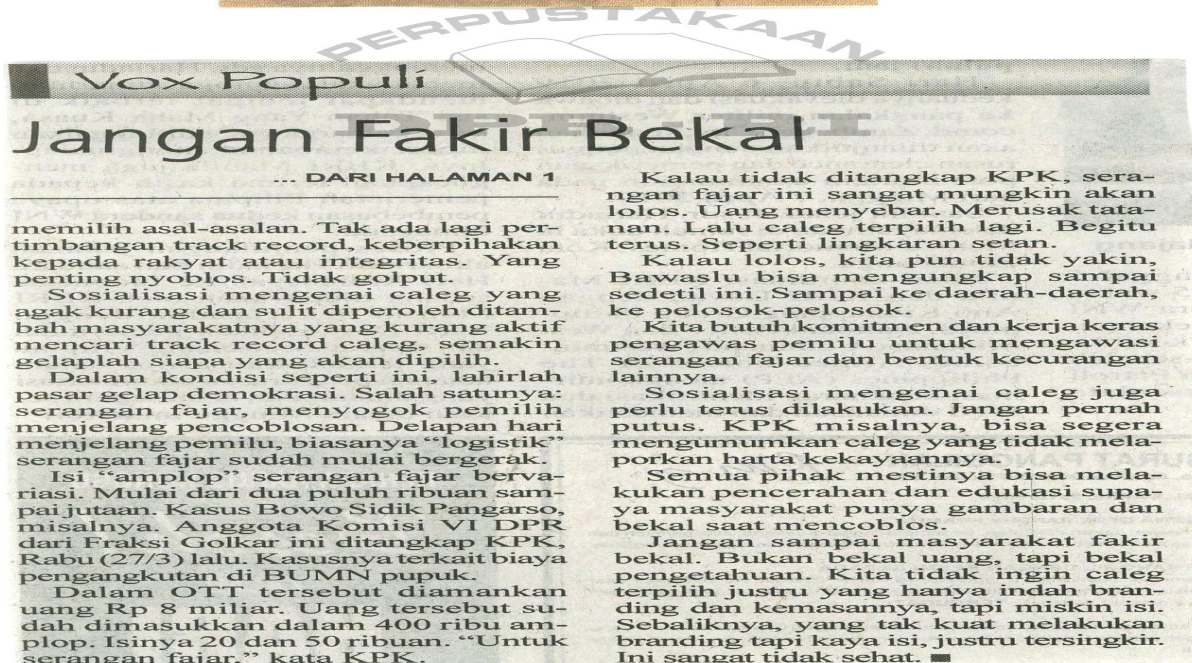 PERPUSTAKAAN
DPR-RI
Vox Populi
Jangan Fakir Bekal
... DARI HALAMAN 1
memilih asal-asalan. Tak ada lagi per-
timbangan track record, keberpihakan
kepada rakyat atau integritas. Yang
penting nyoblos. Tidak golput.
Sosialisasi mengenai caleg yang
agak kurang dan sulit diperoleh ditam-
bah masyarakatnya yang kurang aktif
mencari track record caleg, semakin
gelaplah siapa yang akan dipilih.
Dalam kondisi seperti ini, lahirlah
pasar gelap demokrasi. Salah satunya:
serangan fajar, menyogok pemilih
menjelang pencoblosan. Delapan hari
menjelang pemilu, biasanya “logistik”
serangan fajar sudah mulai bergerak.
Isi “amplop” serangan fajar berva-
riasi. Mulai dari dua puluh ribuan sam-
pai jutaan. Kasus Bowo Sidik Pangarso,
misalnya. Anggota Komisi VI DPR
dari Fraksi Golkar ini ditangkap KPK,
Rabu (27/3) lalu. Kasusnya terkait biaya
pengangkutan di BUMN pupuk.
Dalam OTT tersebut diamankan
uang Rp 8 miliar. Uang tersebut su-
dah dimasukkan dalam 400 ribu am-
plop. Isinya 20 dan 50 ribuan. “Untuk
serangan fajar,” kata KPK.
Kalau tidak ditangkap KPK, sera-
ngan fajar ini sangat mungkin akan
lolos. Uang menyebar. Merusak tata-
nan. Lalu caleg terpilih lagi. Begitu
terus. Seperti lingkaran setan.
Kalau lolos, kita pun tidak yakin,
Bawaslu bisa mengungkap sampai
sedetil ini. Sampai ke daerah-daerah,
ke pelosok-pelosok.
Kita butuh komitmen dan kerja keras
pengawas pemilu untuk mengawasi
serangan fajar dan bentuk kecurangan
lainnya.
Sosialisasi mengenai caleg juga
perlu terus dilakukan. Jangan pernah
putus. KPK misalnya, bisa segera
mengumumkan caleg yang tidak mela-
porkan harta kekayaannya.
Semua pihak mestinya bisa mela-
kukan pencerahan dan edukasi supa-
ya masyarakat punya gambaran dan
bekal saat mencoblos.
Jangan sampai masyarakat fakir
bekal. Bukan bekal uang, tapi bekal
pengetahuan. Kita tidak ingin caleg
terpilih justru yang hanya indah bran-
ding dan kemasannya, tapi miskin isi.
Sebaliknya, yang tak kuat melakukan
branding tapi kaya isi, justru tersingkir.
Ini sangat tidak sehat.